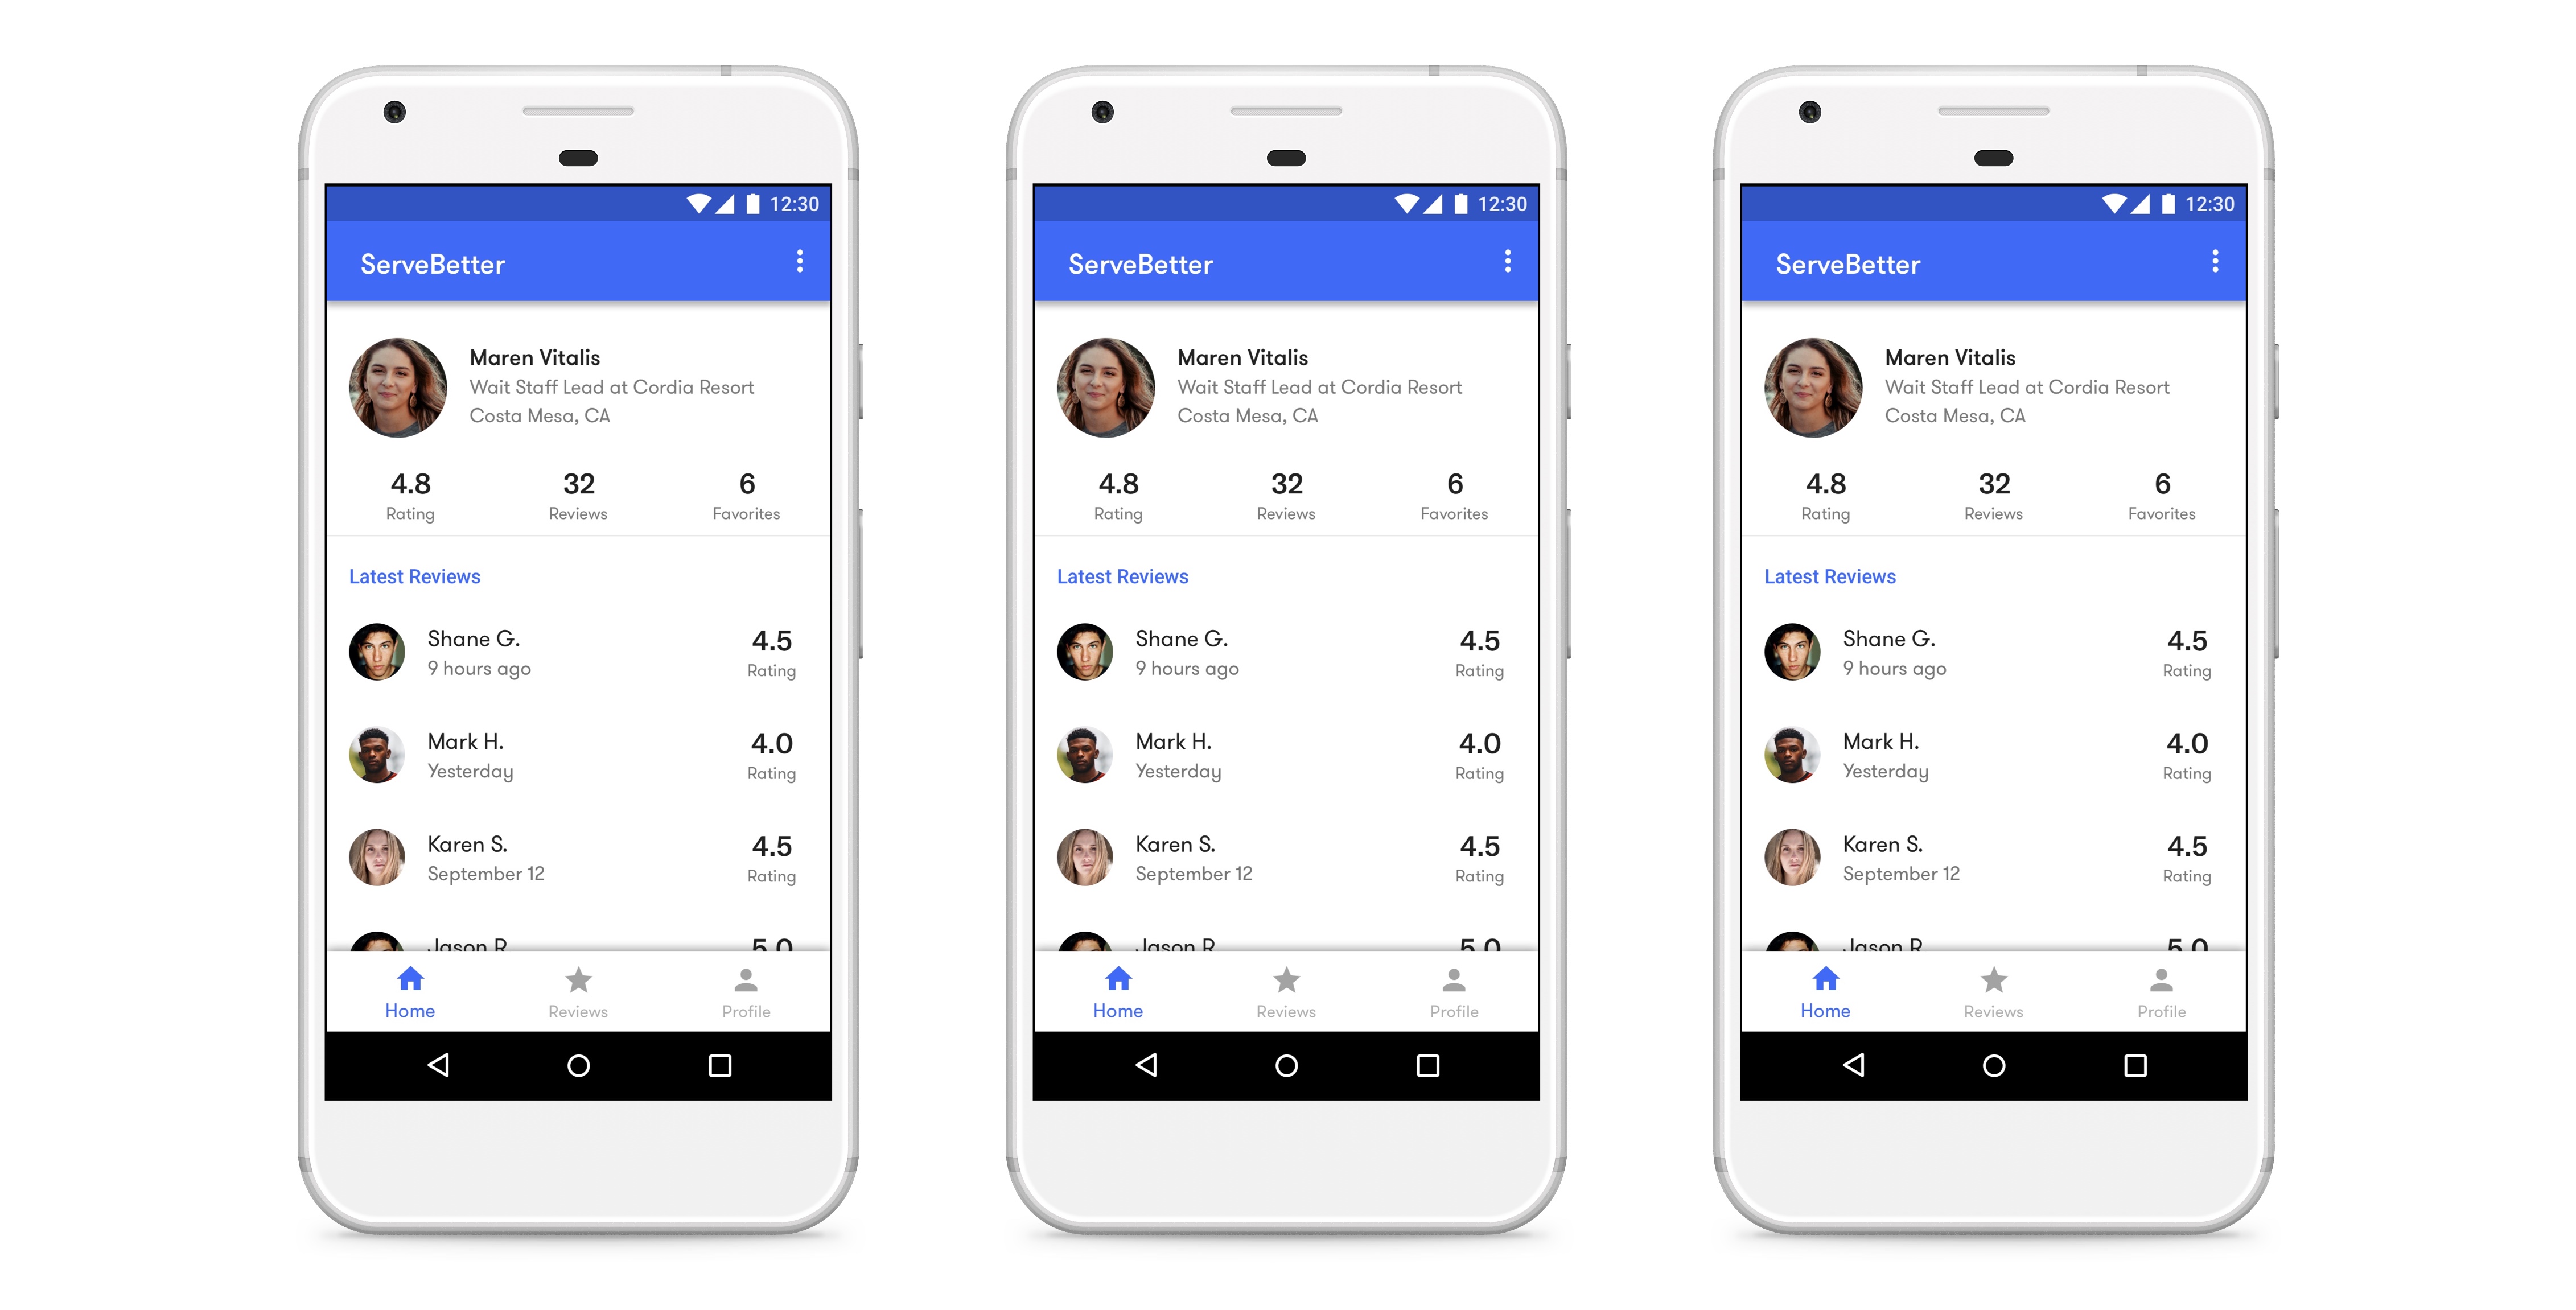 12:30
ServeBetter
Maren Vitalis
Wait Staff Lead at Cordia Resort
Costa Mesa, CA
4.8 32 6
Rating Reviews Favorites
Latest Reviews
Shane G. 4.5
9 hours ago Rating
Mark H. 4.0
Yesterday Rating
Karen S. 4.5
September 12 Rating
Jason R. 5.0
Home Reviews Profile
12:30
ServeBetter
Maren Vitalis
Wait Staff Lead at Cordia Resort
Costa Mesa, CA
4.8 32 6
Rating Reviews Favorites
Latest Reviews
Shane G. 4.5
9 hours ago Rating
Mark H. 4.0
Yesterday Rating
Karen S. 4.5
September 12 Rating
Jason R. 5.0
Home Reviews Profile
12:30
ServeBetter
Maren Vitalis
Wait Staff Lead at Cordia Resort
Costa Mesa, CA
4.8 32 6
Rating Reviews Favorites
Latest Reviews
Shane G. 4.5
9 hours ago Rating
Mark H. 4.0
Yesterday Rating
Karen S. 4.5
September 12 Rating
Jason R. 5.0
Home Reviews Profile